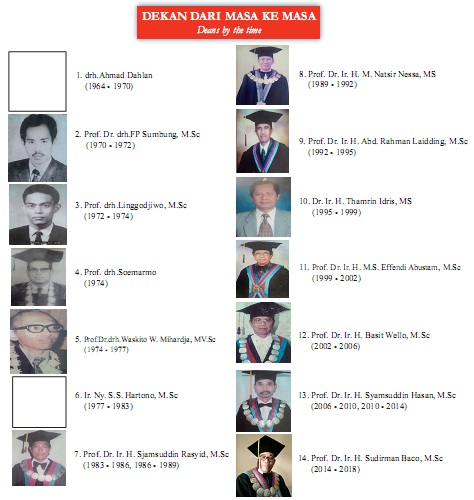 DEKAN DARI MASA KE MASA
Deans by the time
1. drh.Ahmad Dahlan
(1964 • 1970)
2. Prof. Dr. drh.FP Sumbung, M.Sc
(1970 • 1972)
3. Prof. drh.Linggodjiwo, M.Sc
(1972 • 1974)
4. Prof. drh.Soemarmo
(1974)
5. Prof.Dr.drh.Waskito W. Mihardja, MV.Sc
(1974 • 1977)
6. Ir. Ny. S.S. Hartono, M.Sc
(1977 • 1983)
7. Prof. Dr. Ir. H. Sjamsuddin Rasyid, M.Sc
(1983 • 1986, 1986 • 1989)
8. Prof. Dr. Ir. H. M. Natsir Nessa, MS
(1989 • 1992)
9. Prof. Dr. Ir. H. Abd. Rahman Laidding, M.Sc
(1992 • 1995)
10. Dr. Ir. H. Thamrin Idris, MS
(1995 • 1999)
11. Prof. Dr. Ir. H. M.S. Effendi Abustam, M.Sc
(1999 • 2002)
12. Prof. Dr. Ir. H. Basit Wello, M.Sc
(2002 • 2006)
13. Prof. Dr. Ir. H. Syamsuddin Hasan, M.Sc
(2006 • 2010, 2010 • 2014)
14. Prof. Dr. Ir. H. Sudirman Baco, M.Sc
(2014 • 2018)